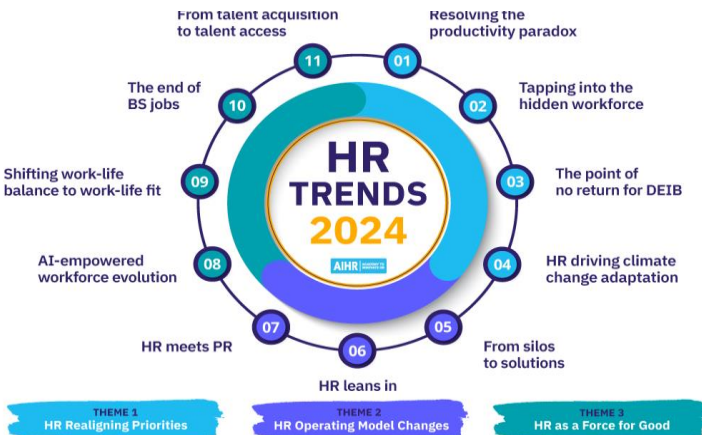 From talent acquisition
to talent access
Resolving the
productivity paradox
11
01
The end of
BS jobs
10
02
Tapping into the
hidden workforce
HR
TRENDS
2024
AIHR
Shifting work-life
balance to work-life fit
09
03
The point of
no return for DEIB
AI-empowered
workforce evolution
08
04
HR driving climate
change adaptation
HR meets PR
07
05
From silos
to solutions
06
HR leans in
THEME 1
HR Realigning Priorities
THEME 2
HR Operating Model Changes
THEME 3
HR as a Force for Good